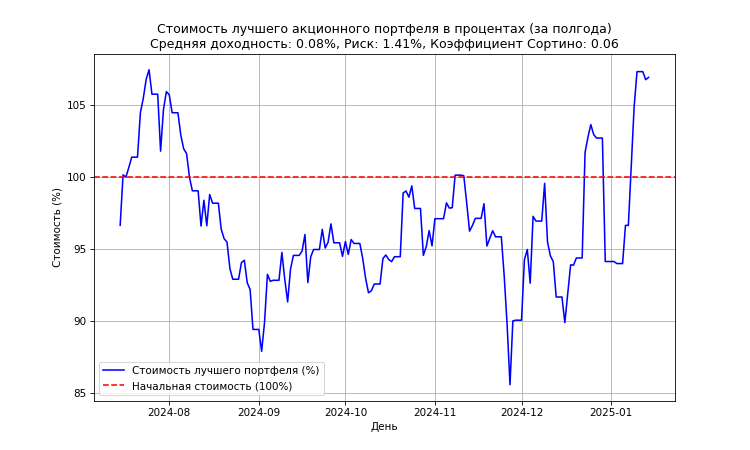 Стоимость лучшего акционного портфеля в процентах (за полгода)
Средняя доходность: 0.08%, Риск: 1.41%, Коэффициент Сортино: 0.06
Стоимость (%)
105
100
95
90
85
Стоимость лучшего портфеля (%)
Начальная стоимость (100%)
2024-08
2024-09
2024-10
2024-11
2024-12
2025-01
День